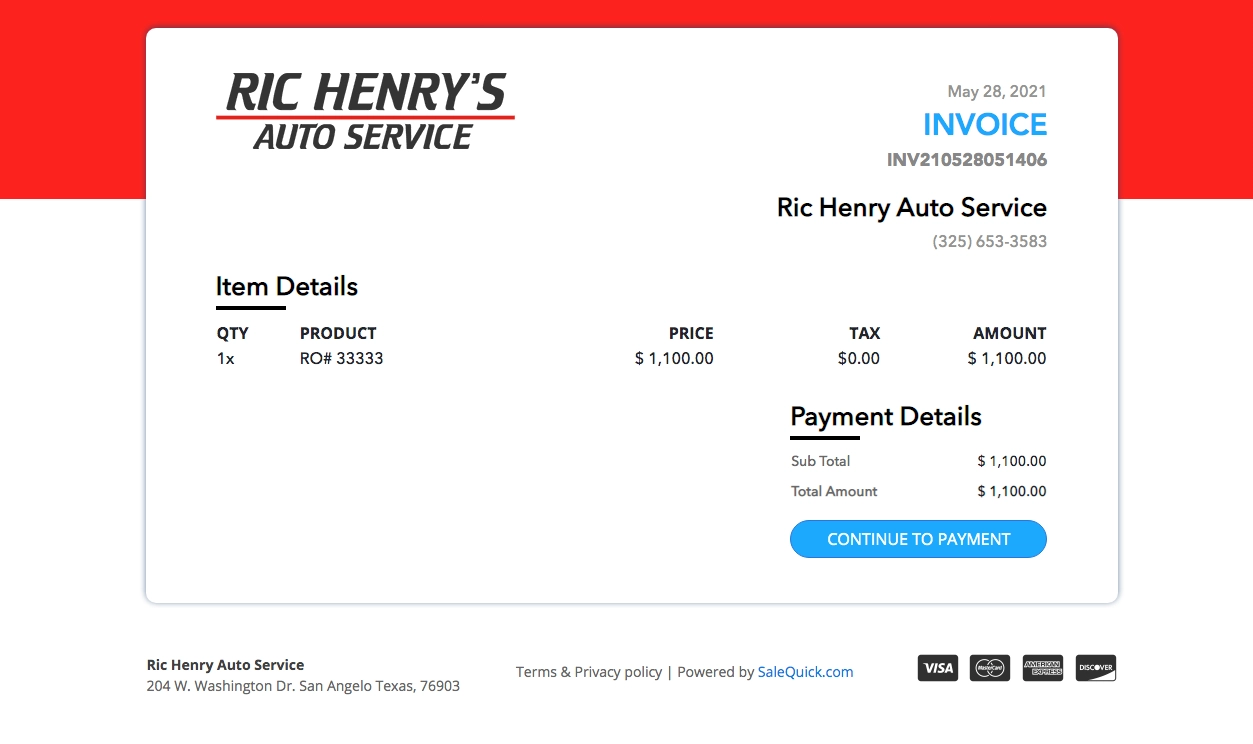 RIC HENRY'S
AUTO SERVICE
May 28, 2021
INVOICE
INV210528051406
Ric Henry Auto Service
(325) 653-3583
Item Details
QTY PRODUCT PRICE TAX AMOUNT
1x RO# 33333 $ 1,100.00 $0.00 $ 1,100.00
Payment Details
Sub Total $ 1,100.00
Total Amount $ 1,100.00
CONTINUE TO PAYMENT
Ric Henry Auto Service
204 W. Washington Dr. San Angelo Texas, 76903
Terms & Privacy policy | Powered by SaleQuick.com
VISA MasterCard AMERICAN EXPRESS DISCOVER